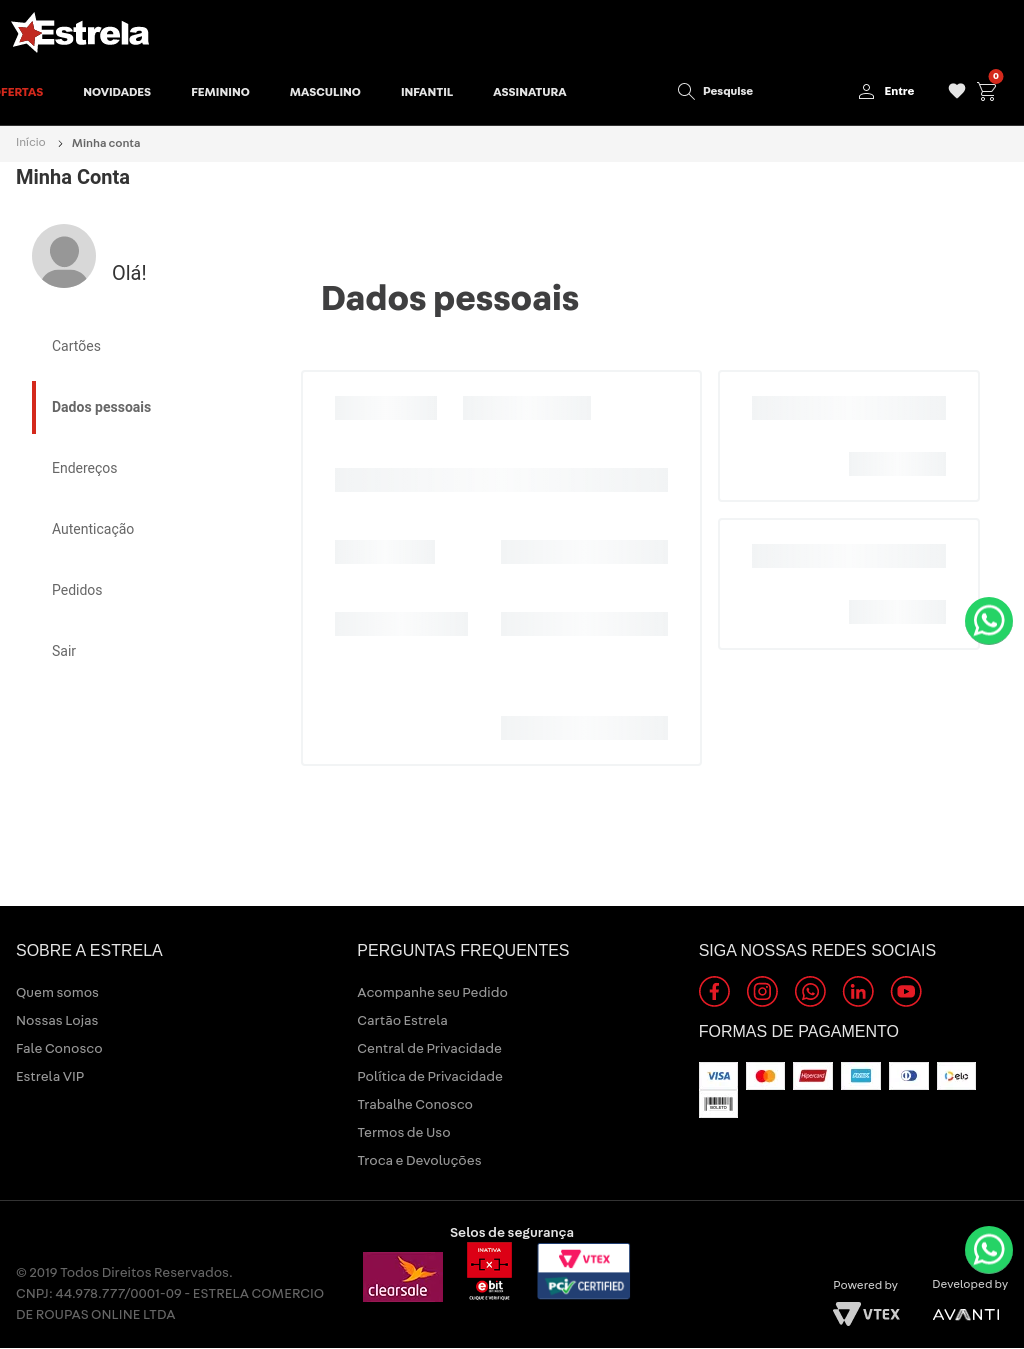 Estrela
OFERTAS NOVIDADES FEMININO MASCULINO INFANTIL ASSINATURA Pesquise Entre 0
Início > Minha conta
Minha Conta
Olá!
Cartões
Dados pessoais
Endereços
Autenticação
Pedidos
Sair
Dados pessoais
SOBRE A ESTRELA
Quem somos
Nossas Lojas
Fale Conosco
Estrela VIP
PERGUNTAS FREQUENTES
Acompanhe seu Pedido
Cartão Estrela
Central de Privacidade
Política de Privacidade
Trabalhe Conosco
Termos de Uso
Troca e Devoluções
SIGA NOSSAS REDES SOCIAIS
FORMAS DE PAGAMENTO
VISA Hipercard elo
BOLETO
© 2019 Todos Direitos Reservados.
CNPJ: 44.978.777/0001-09 - ESTRELA COMERCIO
DE ROUPAS ONLINE LTDA
Selos de segurança
clearsale
INATIVA
ebit
CLIQUE E VERIFIQUE
VTEX
PCI CERTIFIED
Powered by
VTEX
Developed by
AVANTI